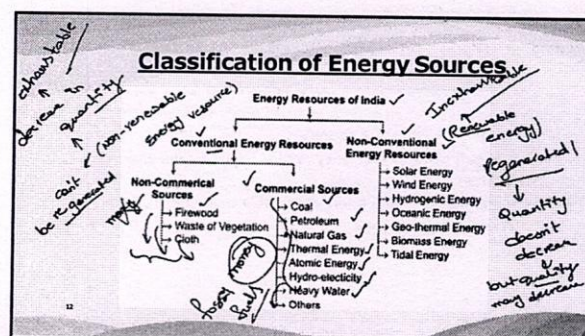 Classification of Energy Sources
exhaustable
decrease in
quantity
can't
be regenerated
(Non-renewable
Energy resource)
Energy Resources of India
Inexhaustable
(Renewable
energy)
regenerated
Quantity
doesn't
decrease
but quality
may decrease
Conventional Energy Resources
Non-Conventional
Energy Resources
Solar Energy
Wind Energy
Hydrogenic Energy
Oceanic Energy
Geo-thermal Energy
Biomass Energy
Tidal Energy
Non-Commerical
Sources
Firewood
Waste of Vegetation
Cloth
Commercial Sources
Coal
Petroleum
Natural Gas
Thermal Energy
Atomic Energy
Hydro-electicity
Heavy Water
Others
money
fossy
fuels
12